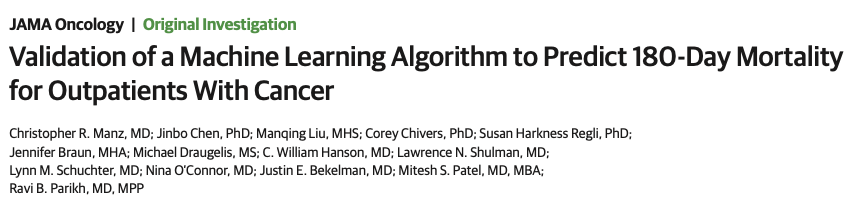 JAMA Oncology | Original Investigation
Validation of a Machine Learning Algorithm to Predict 180-Day Mortality
for Outpatients With Cancer
Christopher R. Manz, MD; Jinbo Chen, PhD; Manqing Liu, MHS; Corey Chivers, PhD; Susan Harkness Regli, PhD;
Jennifer Braun, MHA; Michael Draugelis, MS; C. William Hanson, MD; Lawrence N. Shulman, MD;
Lynn M. Schuchter, MD; Nina O'Connor, MD; Justin E. Bekelman, MD; Mitesh S. Patel, MD, MBA;
Ravi B. Parikh, MD, MPP